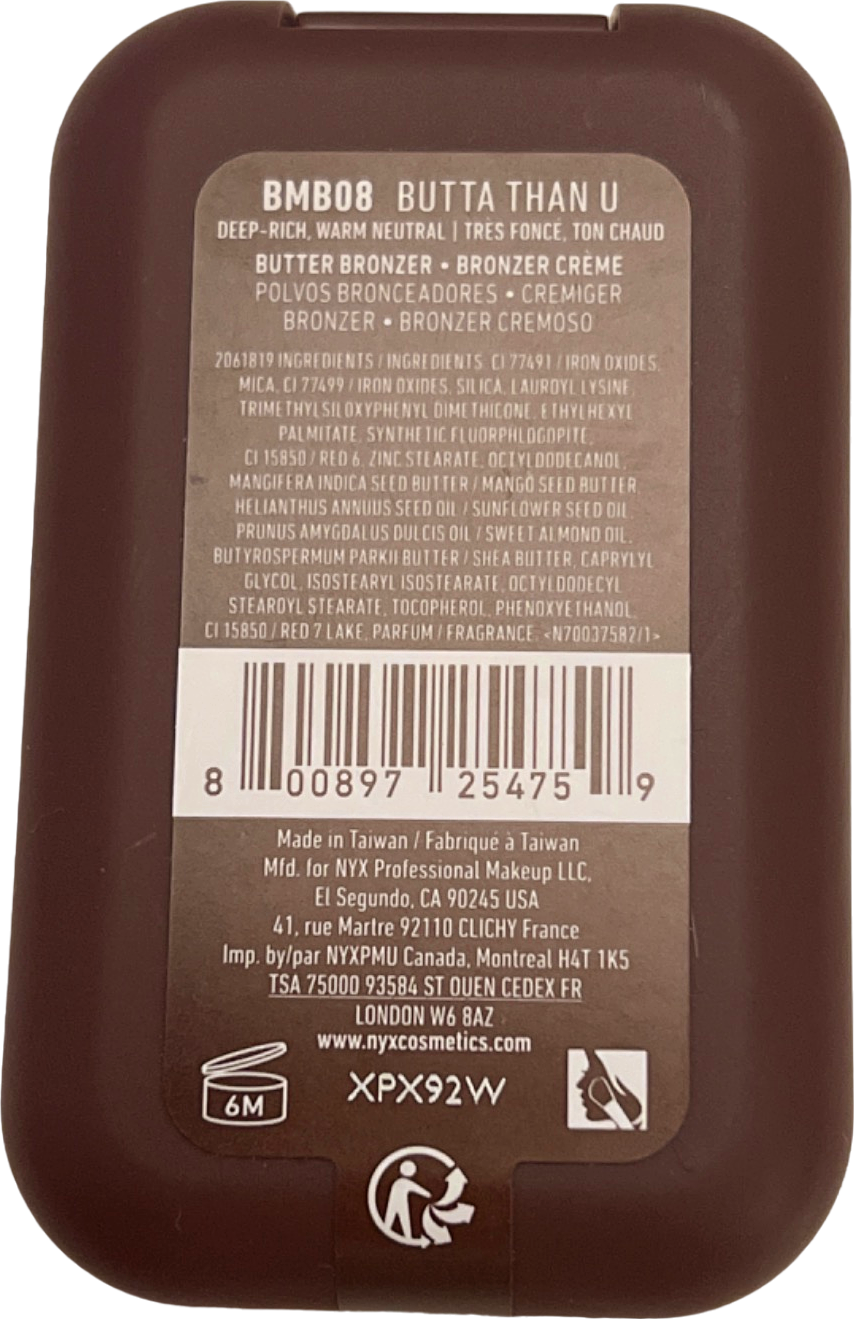 BMB08 BUTTA THAN U
DEEP-RICH, WARM NEUTRAL | TRÈS FONCÉ, TON CHAUD
BUTTER BRONZER • BRONZER CRÈME
POLVOS BRONCEADORES • CREMIGER
BRONZER • BRONZER CREMOSO
2061819 INGREDIENTS / INGREDIENTS: CI 77491 / IRON OXIDES,
MICA, CI 77499 / IRON OXIDES, SILICA, LAUROYL LYSINE,
TRIMETHYLSILOXYPHENYL DIMETHICONE, ETHYLHEXYL
PALMITATE, SYNTHETIC FLUORPHLOGOPITE,
CI 15850 / RED 6, ZINC STEARATE, OCTYLDODECANOL,
MANGIFERA INDICA SEED BUTTER / MANGO SEED BUTTER,
HELIANTHUS ANNUUS SEED OIL / SUNFLOWER SEED OIL,
PRUNUS AMYGDALUS DULCIS OIL / SWEET ALMOND OIL,
BUTYROSPERMUM PARKII BUTTER / SHEA BUTTER, CAPRYLYL
GLYCOL, ISOSTEARYL ISOSTEARATE, OCTYLDODECYL
STEAROYL STEARATE, TOCOPHEROL, PHENOXYETHANOL,
CI 15850 / RED 7 LAKE, PARFUM / FRAGRANCE. <N70037582/1>
8 00897 25475 9
Made in Taiwan / Fabriqué à Taiwan
Mfd. for NYX Professional Makeup LLC,
El Segundo, CA 90245 USA
41, rue Martre 92110 CLICHY France
Imp. by/par NYXPMU Canada, Montreal H4T 1K5
TSA 75000 93584 ST OUEN CEDEX FR
LONDON W6 8AZ
www.nyxcosmetics.com
6M XPX92W